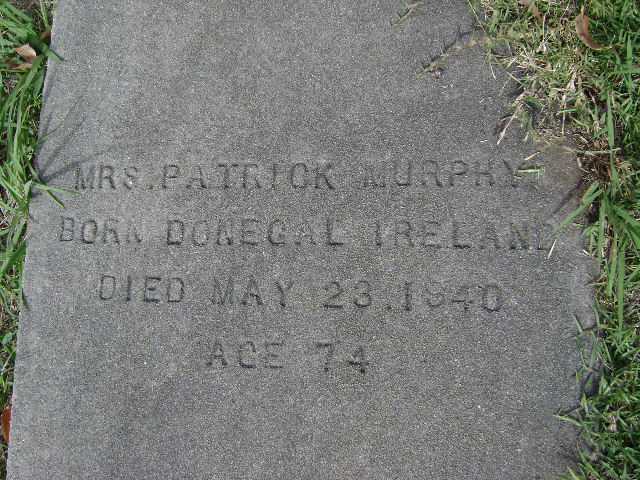 MRS. PATRICK MURPHY
BORN DONEGAL IRELAND
DIED MAY 23, 1940
AGE 74